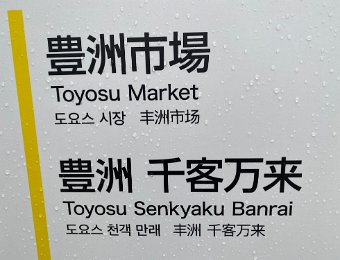 豊洲市場
Toyosu Market
도요스 시장 丰洲市场
豊洲 千客万来
Toyosu Senkyaku Banrai
도요스 천객 만래 丰洲 千客万来